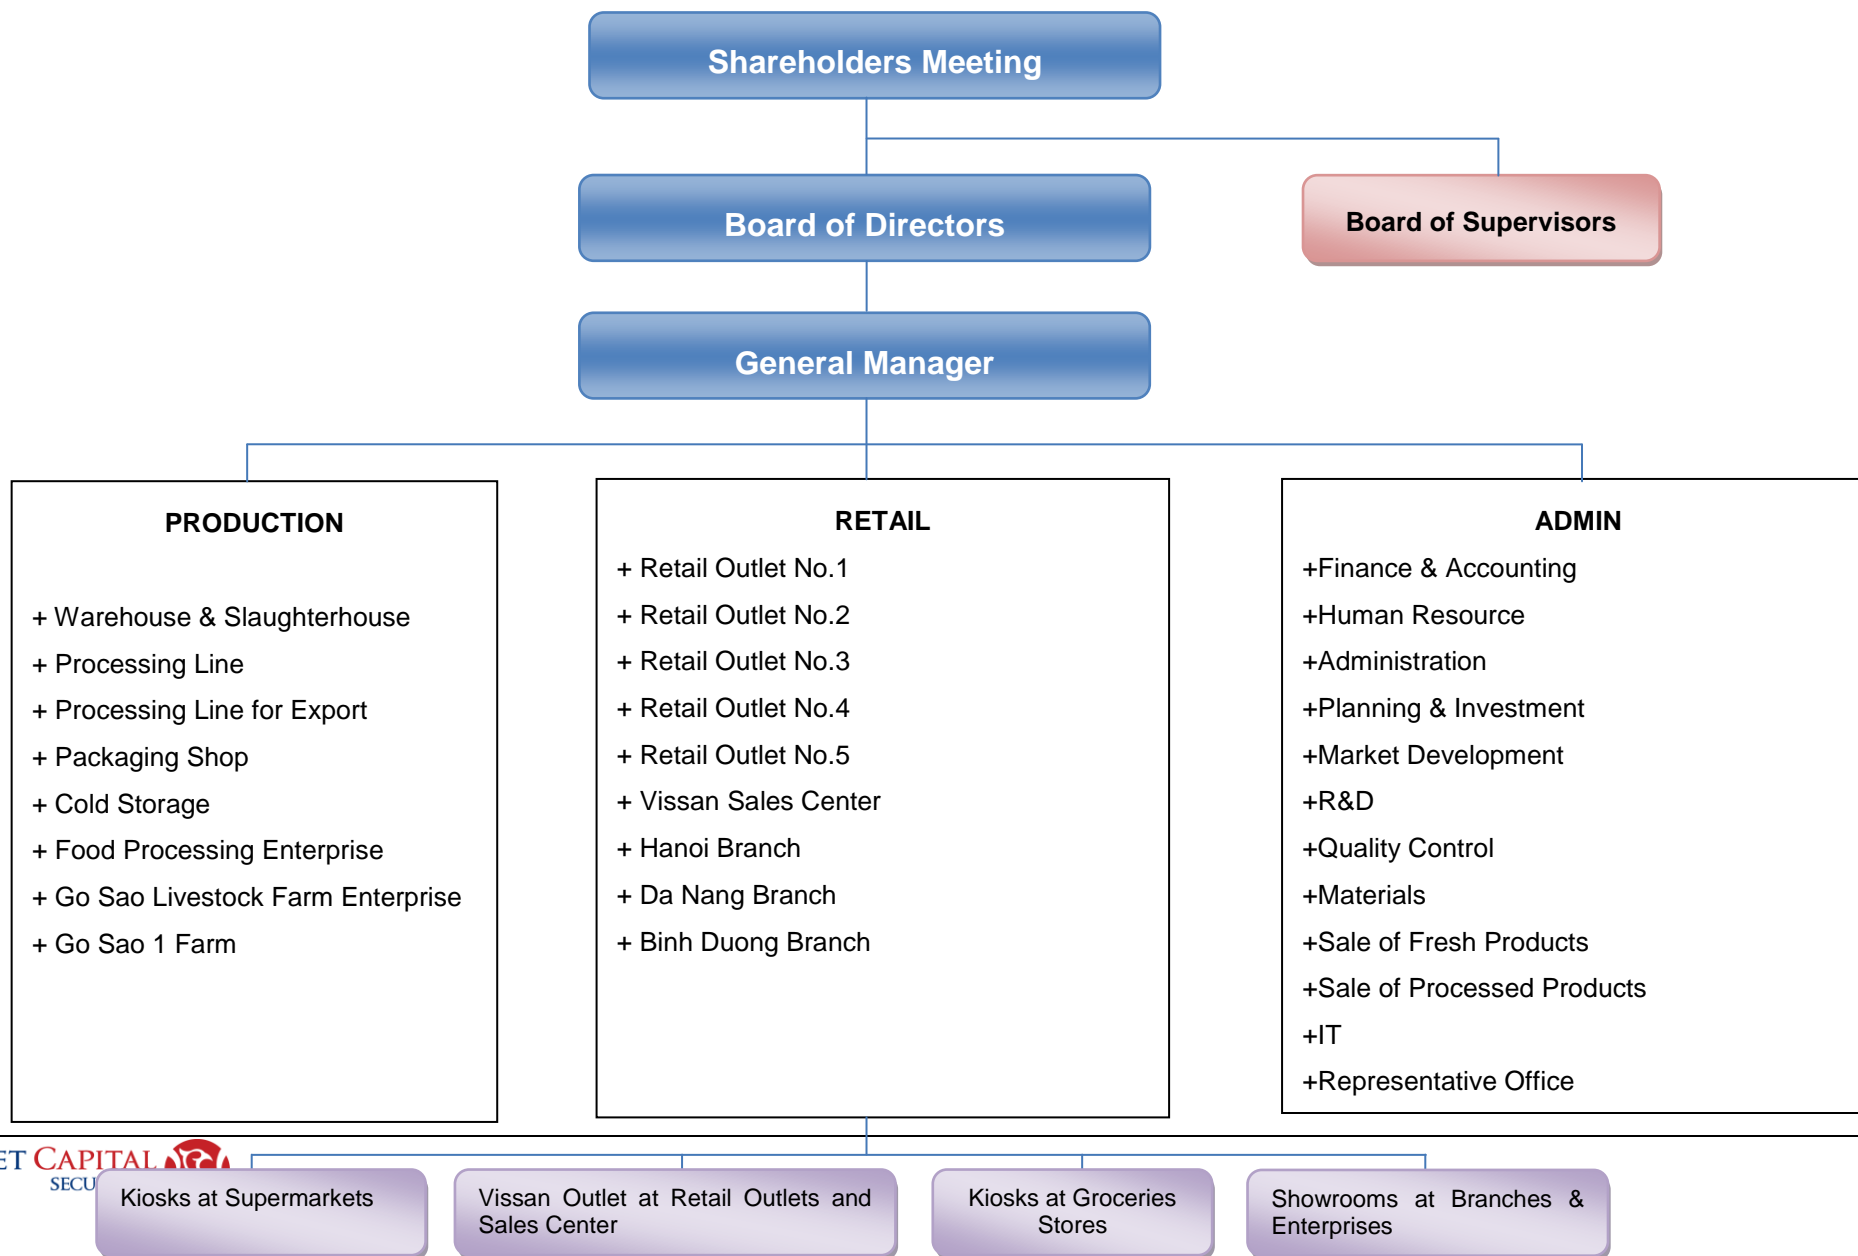 Shareholders Meeting
Board of Directors
Board of Supervisors
General Manager
PRODUCTION
+ Warehouse & Slaughterhouse
+ Processing Line
+ Processing Line for Export
+ Packaging Shop
+ Cold Storage
+ Food Processing Enterprise
+ Go Sao Livestock Farm Enterprise
+ Go Sao 1 Farm
RETAIL
+ Retail Outlet No.1
+ Retail Outlet No.2
+ Retail Outlet No.3
+ Retail Outlet No.4
+ Retail Outlet No.5
+ Vissan Sales Center
+ Hanoi Branch
+ Da Nang Branch
+ Binh Duong Branch
ADMIN
+Finance & Accounting
+Human Resource
+Administration
+Planning & Investment
+Market Development
+R&D
+Quality Control
+Materials
+Sale of Fresh Products
+Sale of Processed Products
+IT
+Representative Office
ET CAPITAL
SECU
Kiosks at Supermarkets
Vissan Outlet at Retail Outlets and
Sales Center
Kiosks at Groceries
Stores
Showrooms at Branches &
Enterprises